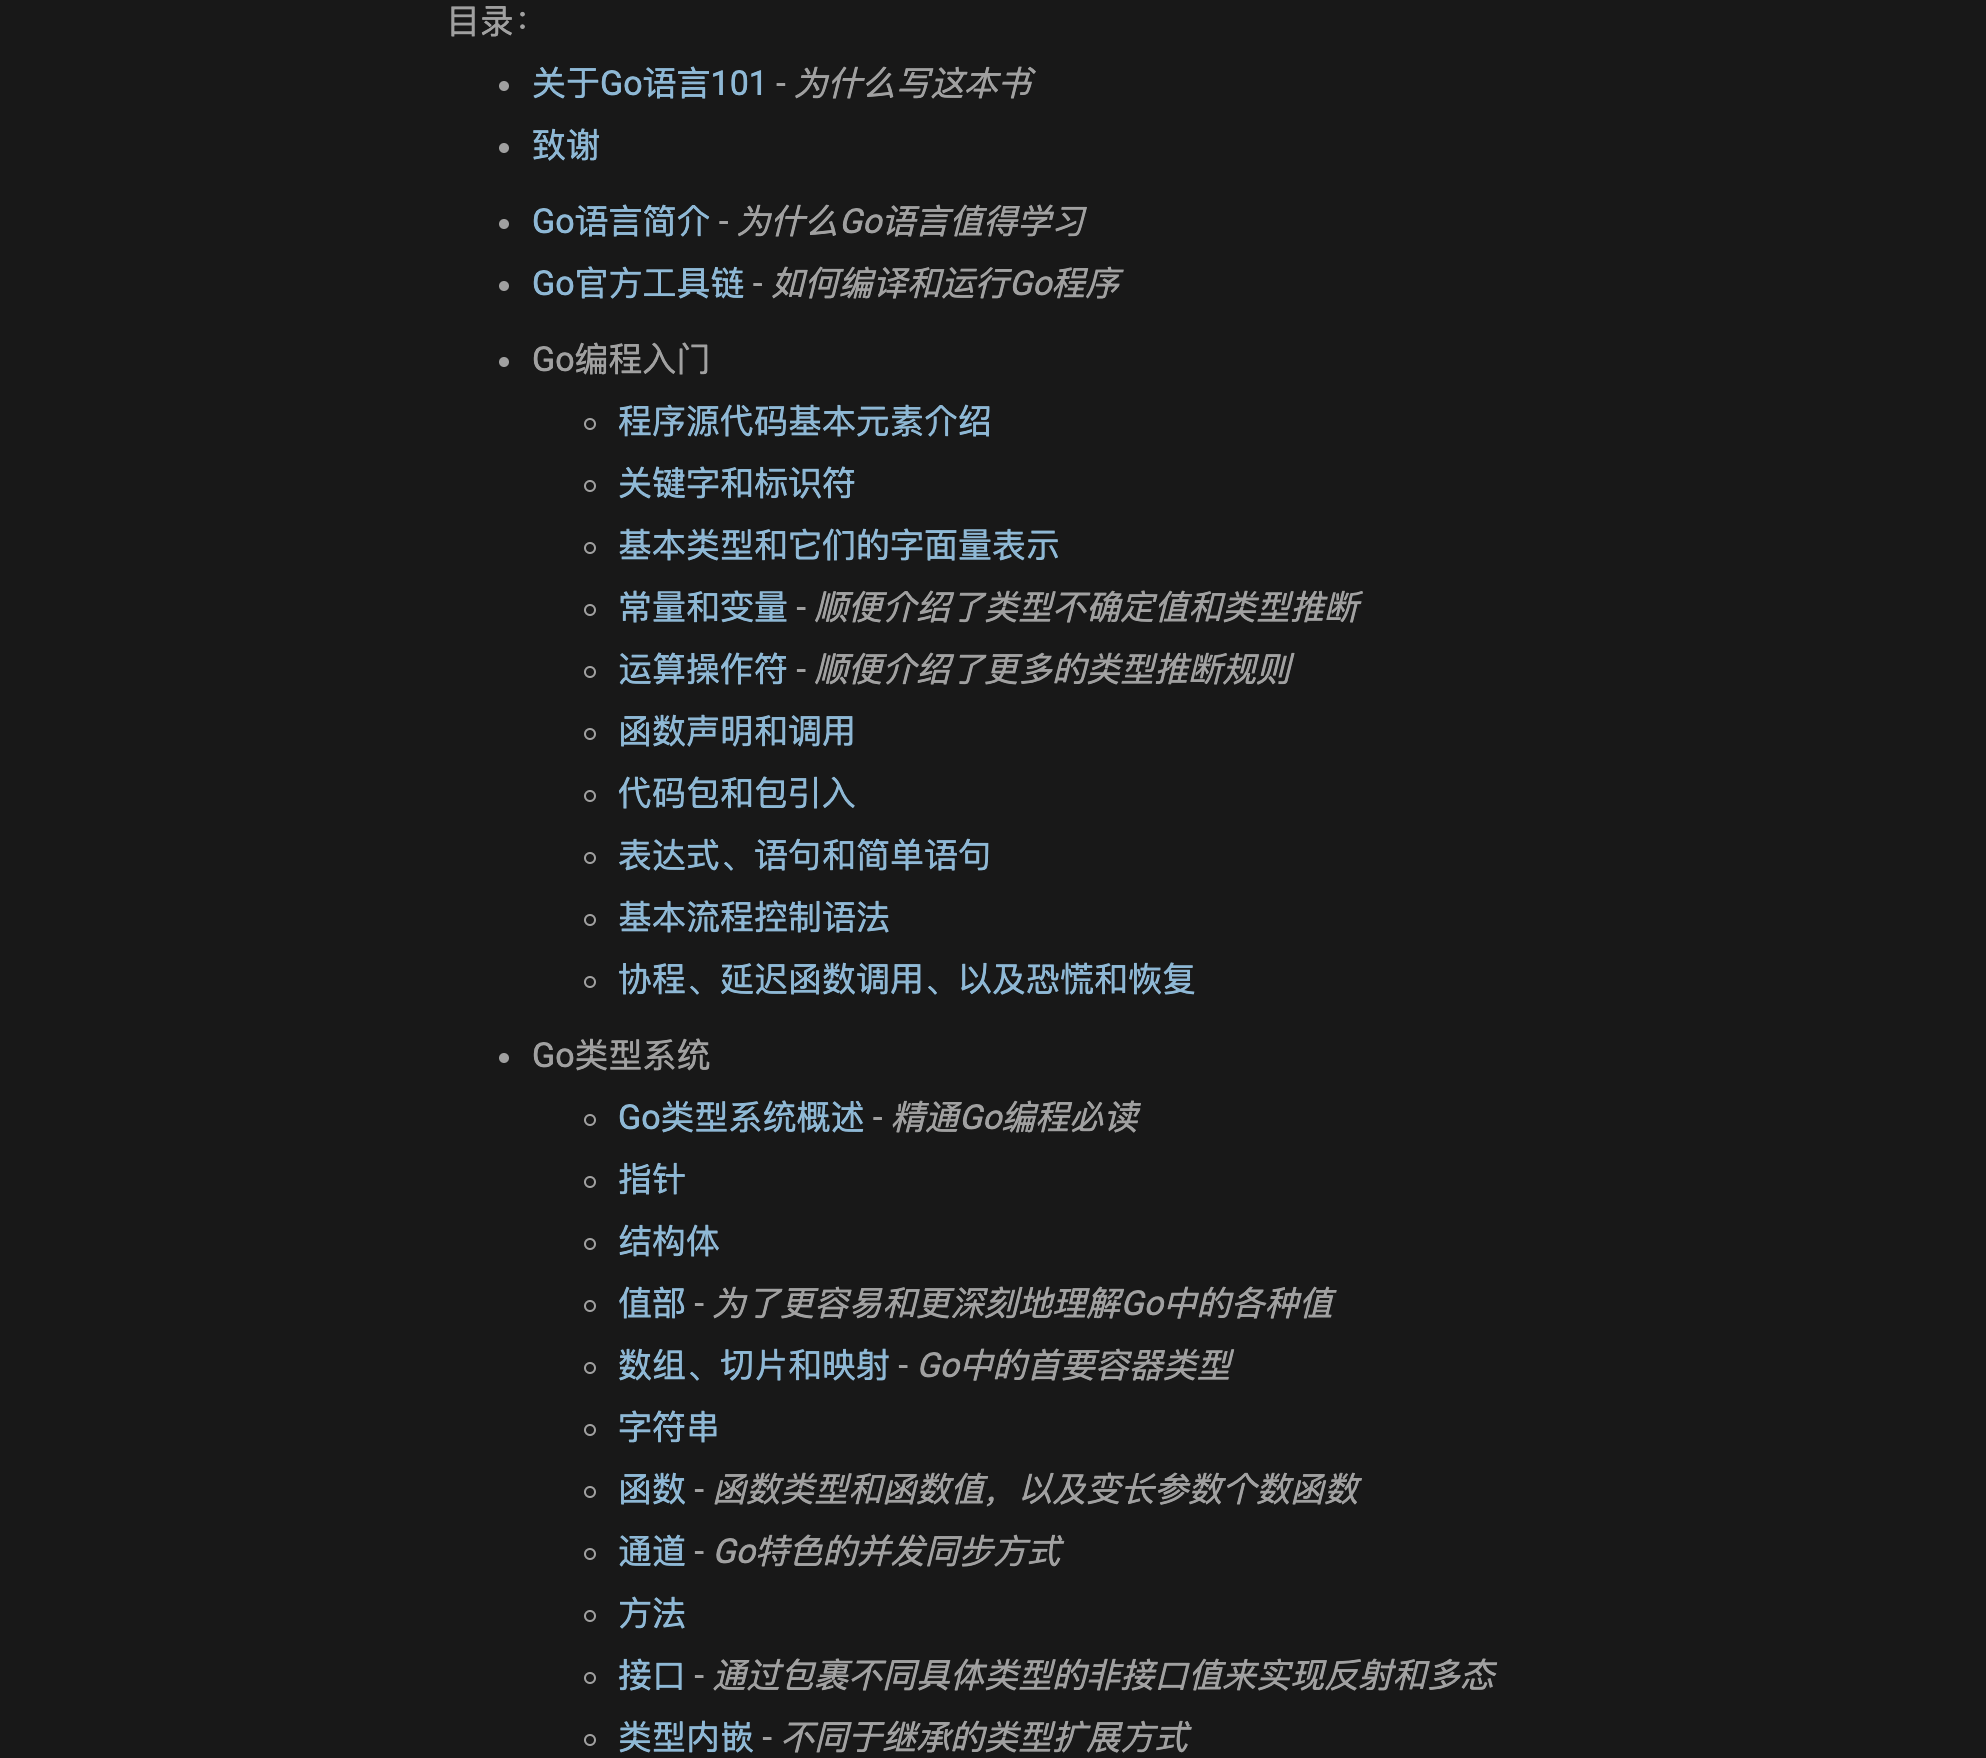 目录：
关于Go语言101 - 为什么写这本书
致谢
Go语言简介 - 为什么Go语言值得学习
Go官方工具链 - 如何编译和运行Go程序
Go编程入门
程序源代码基本元素介绍
关键字和标识符
基本类型和它们的字面量表示
常量和变量 - 顺便介绍了类型不确定值和类型推断
运算操作符 - 顺便介绍了更多的类型推断规则
函数声明和调用
代码包和包引入
表达式、语句和简单语句
基本流程控制语法
协程、延迟函数调用、以及恐慌和恢复
Go类型系统
Go类型系统概述 - 精通Go编程必读
指针
结构体
值部 - 为了更容易和更深刻地理解Go中的各种值
数组、切片和映射 - Go中的首要容器类型
字符串
函数 - 函数类型和函数值，以及变长参数个数函数
通道 - Go特色的并发同步方式
方法
接口 - 通过包裹不同具体类型的非接口值来实现反射和多态
类型内嵌 - 不同于继承的类型扩展方式